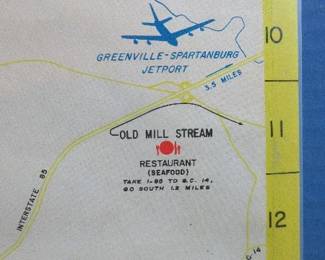 10
GREENVILLE-SPARTANBURG
JETPORT
3.5 MILES
11
OLD MILL STREAM
RESTAURANT
(SEAFOOD)
TAKE I-85 TO S.C. 14,
GO SOUTH 1.2 MILES
INTERSTATE 85
12
14